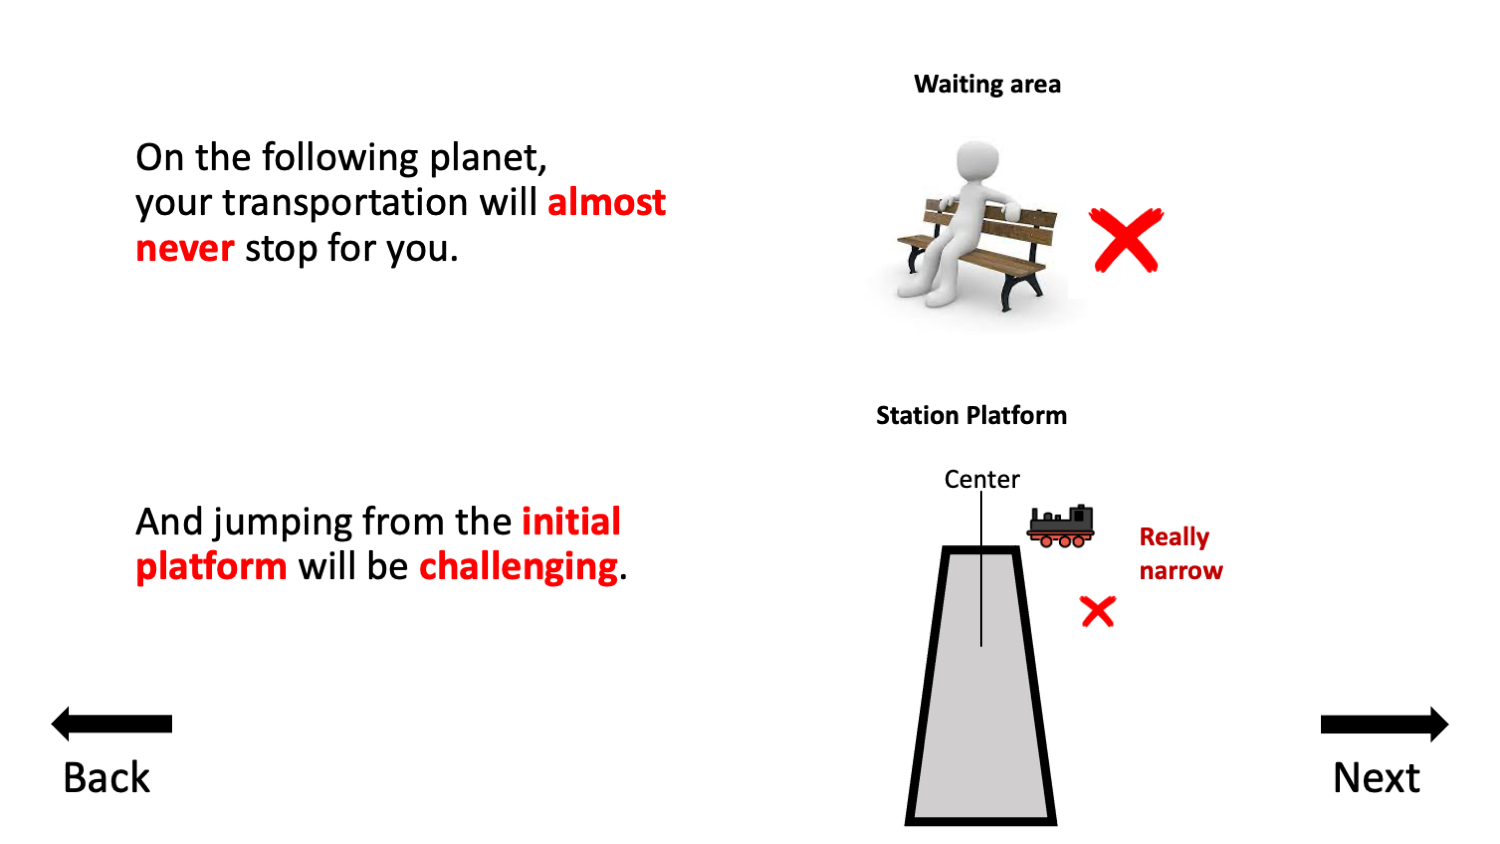 Waiting area
On the following planet,
your transportation will almost
never stop for you.
Station Platform
Center
And jumping from the initial
platform will be challenging.
Really
narrow
Back
Next